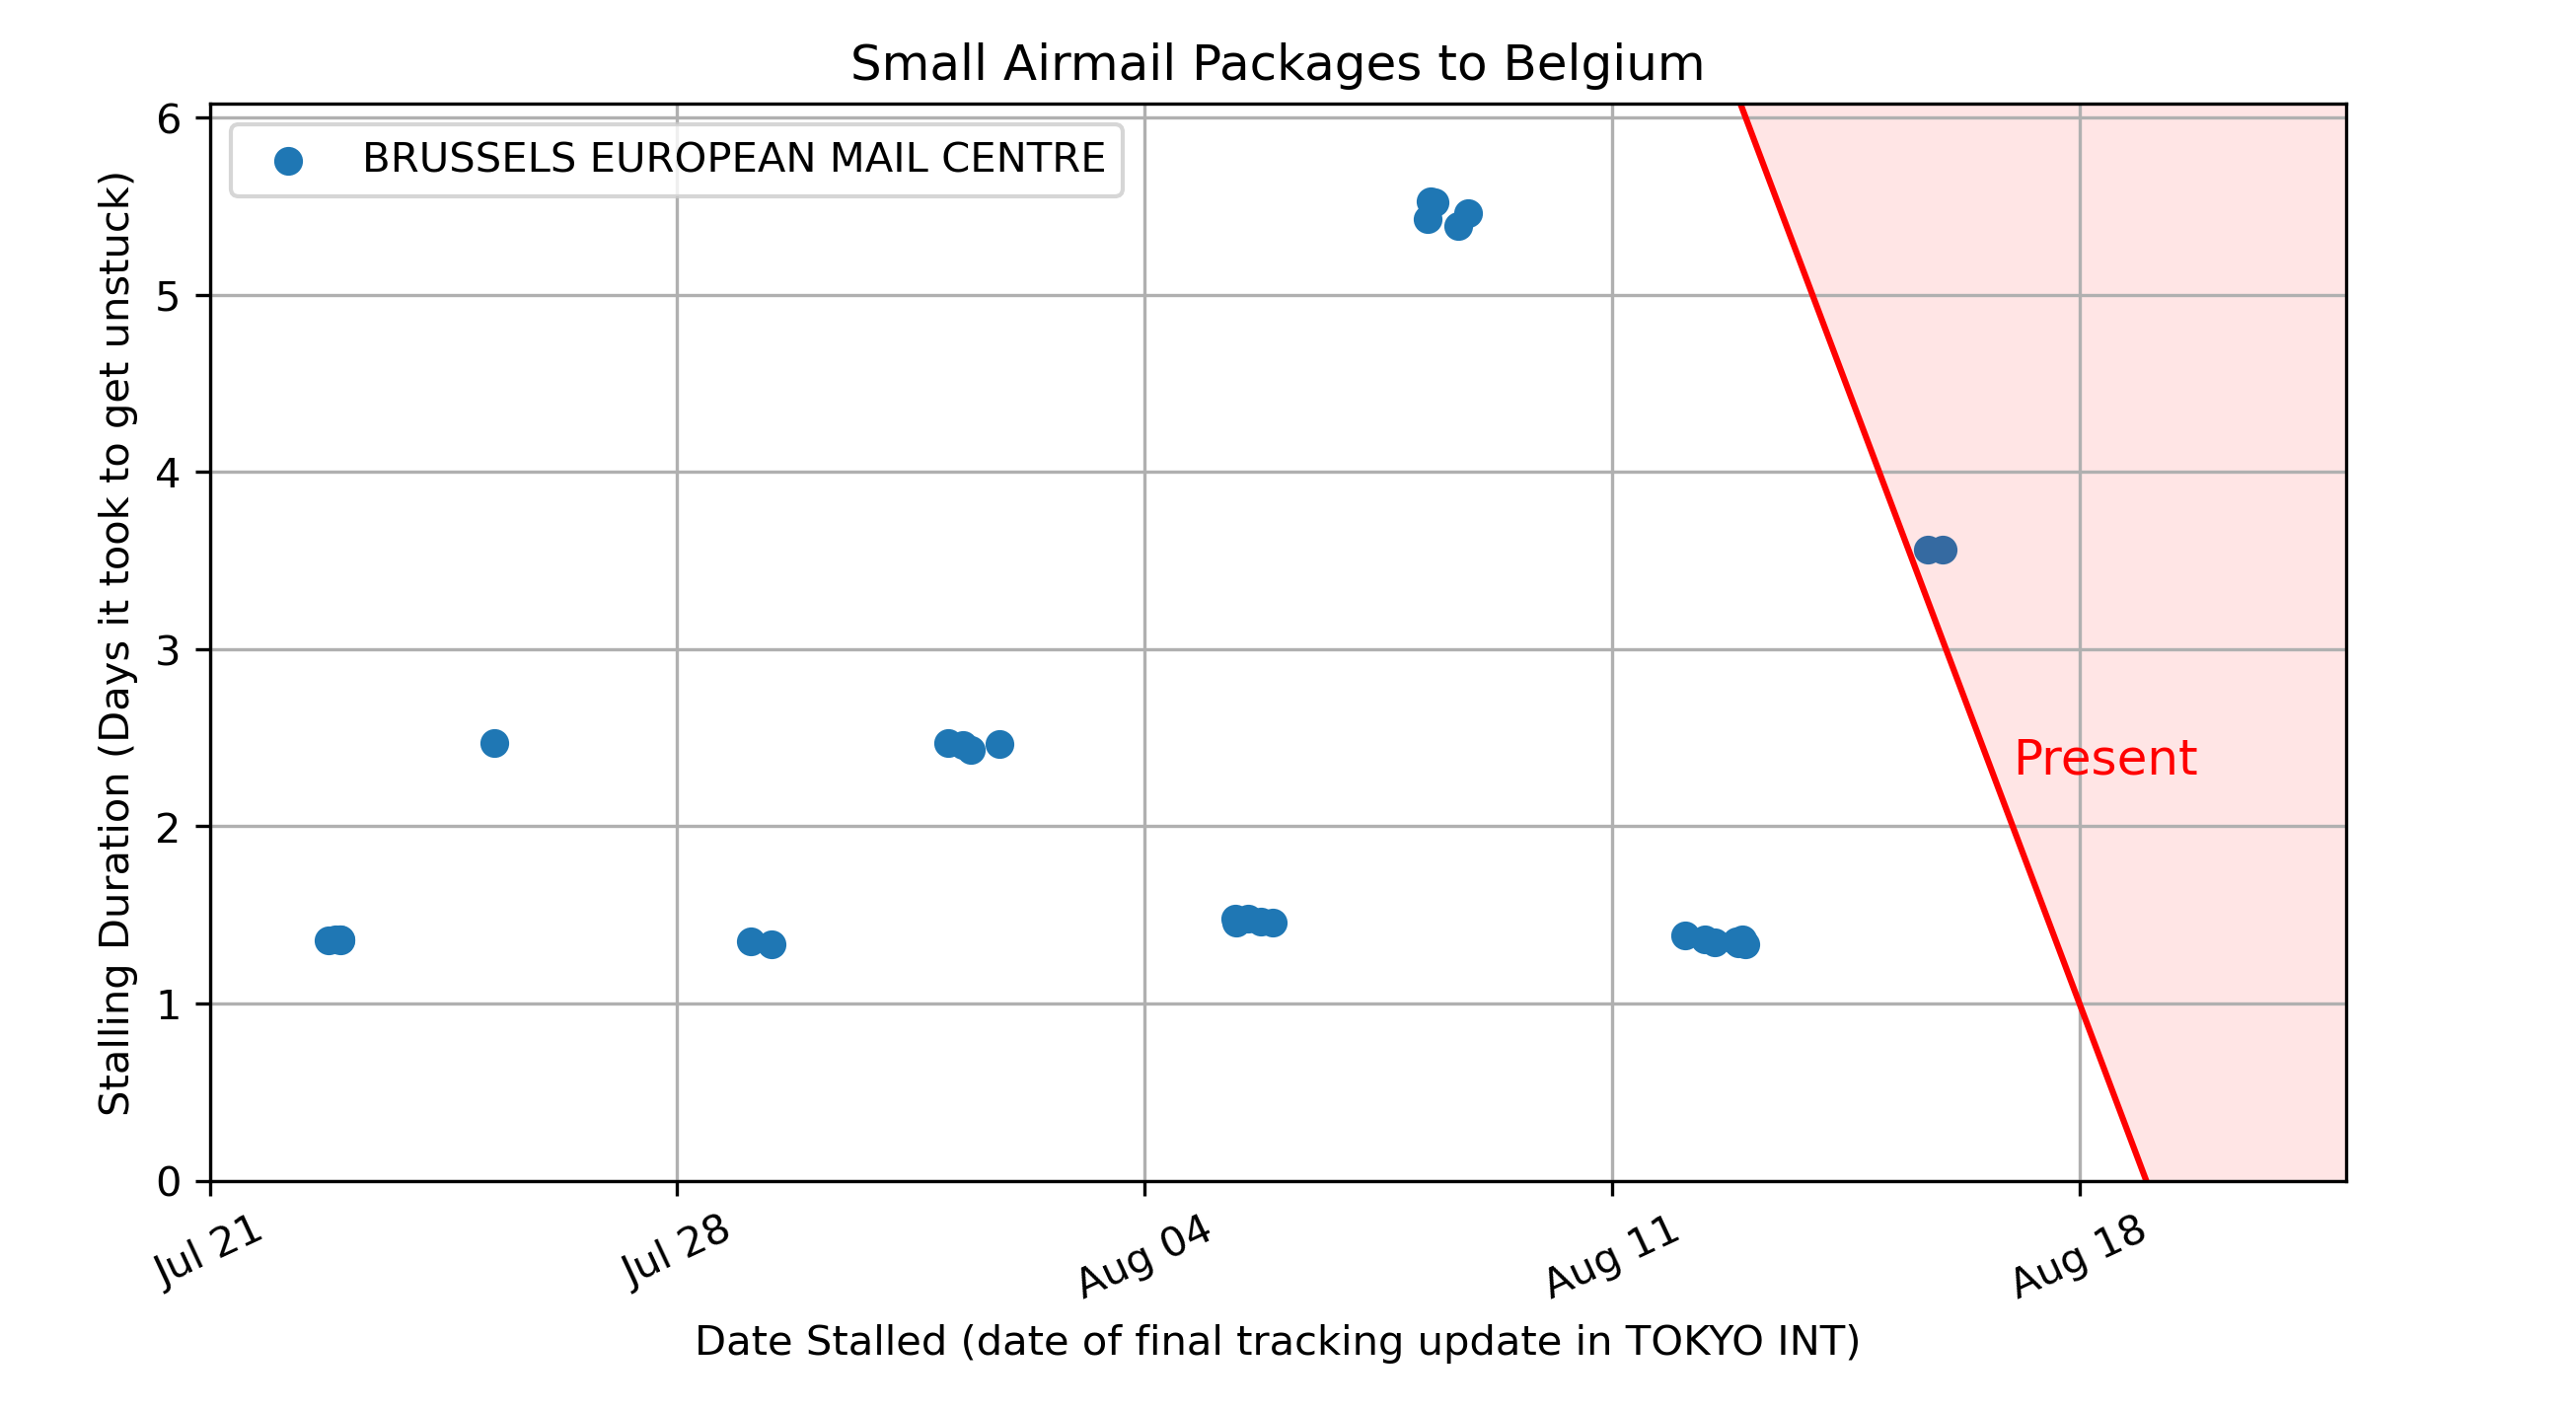 Small Airmail Packages to Belgium
BRUSSELS EUROPEAN MAIL CENTRE
Stalling Duration (Days it took to get unstuck)
6
5
4
3
2
1
0
Present
Jul 21
Jul 28
Aug 04
Aug 11
Aug 18
Date Stalled (date of final tracking update in TOKYO INT)